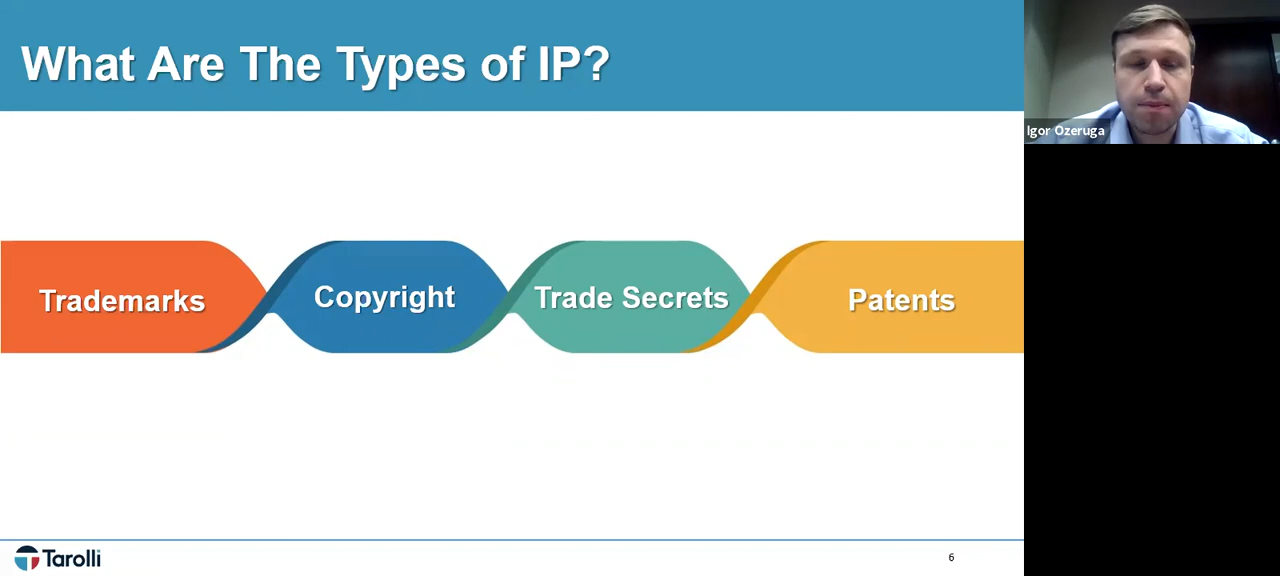 What Are The Types of IP?
Igor Ozeruga
Trademarks
Copyright
Trade Secrets
Patents
Tarolli
6